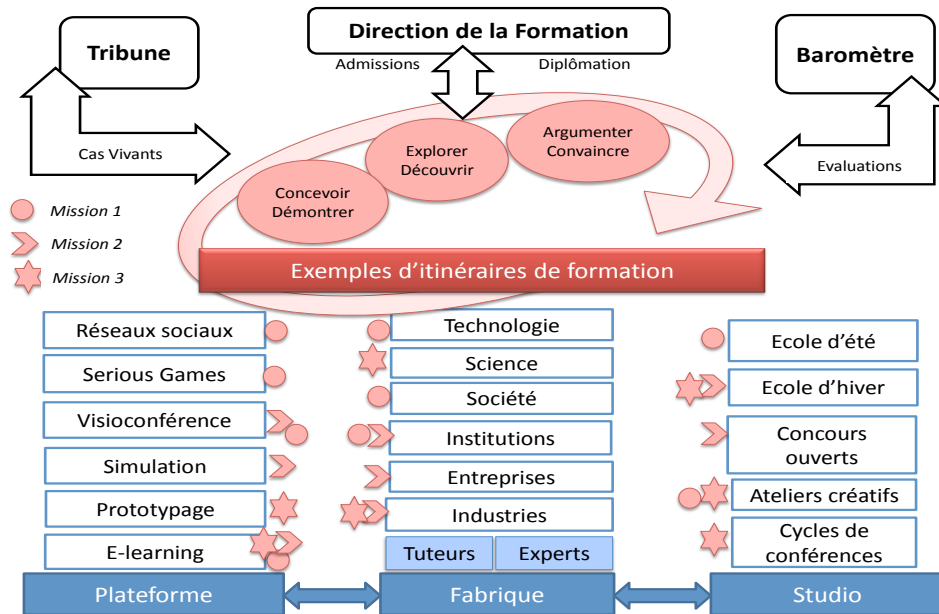 Tribune
Direction de la Formation
Baromètre
Admissions
Diplômation
Cas Vivants
Evaluations
Argumenter
Convaincre
Explorer
Découvrir
Concevoir
Démontrer
Mission 1
Mission 2
Mission 3
Exemples d’itinéraires de formation
Réseaux sociaux
Serious Games
Visioconférence
Simulation
Prototypage
E-learning
Plateforme
Technologie
Science
Société
Institutions
Entreprises
Industries
Tuteurs
Experts
Fabrique
Ecole d’été
Ecole d’hiver
Concours
ouverts
Ateliers créatifs
Cycles de
conférences
Studio